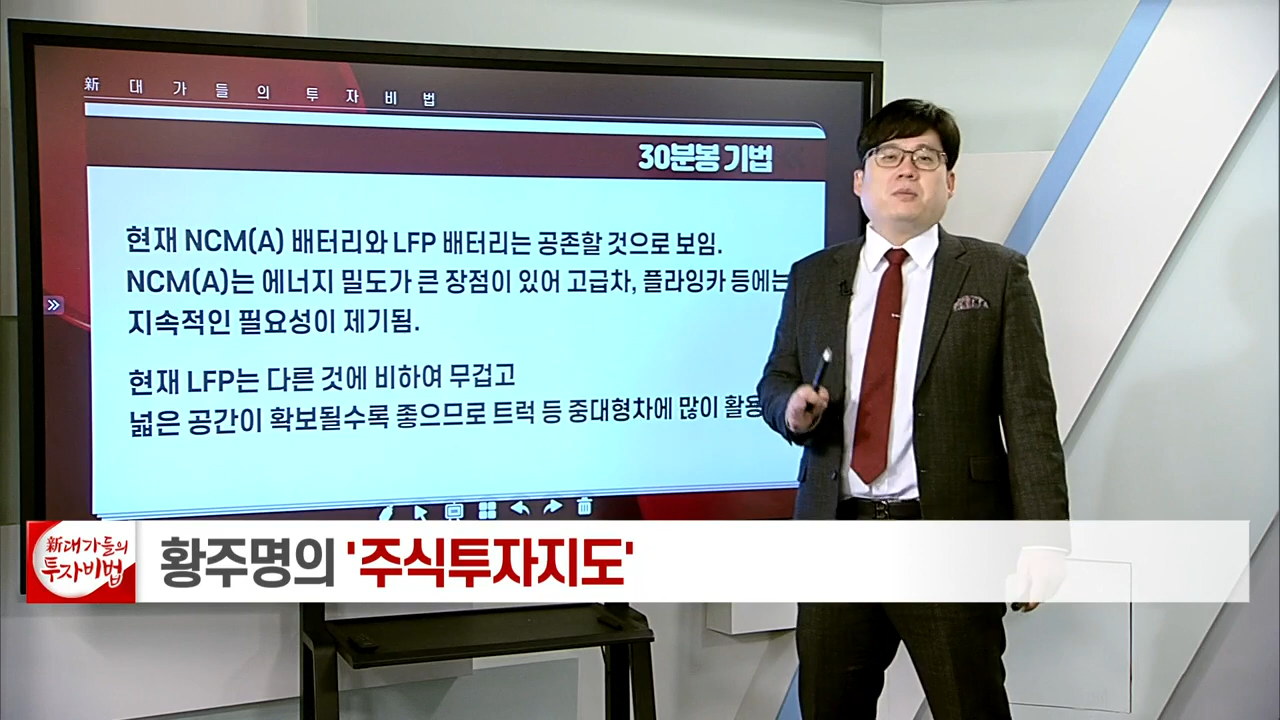 新 대 가 들 의 투 자 비 법
30분봉 기법
현재 NCM(A) 배터리와 LFP 배터리는 공존할 것으로 보임.
NCM(A)는 에너지 밀도가 큰 장점이 있어 고급차, 플라잉카 등에는
지속적인 필요성이 제기됨.
현재 LFP는 다른 것에 비하여 무겁고
넓은 공간이 확보될수록 좋으므로 트럭 등 중대형차에 많이 활용
新대가들의
투자비법
황주명의 '주식투자지도'